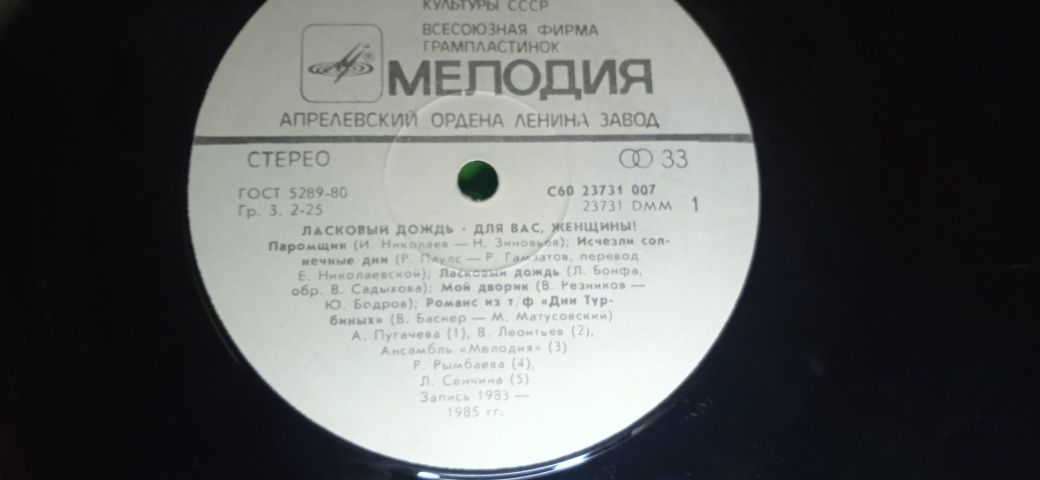 КУЛЬТУРЫ СССР
ВСЕСОЮЗНАЯ ФИРМА
ГРАМПЛАСТИНОК
МЕЛОДИЯ
АПРЕЛЕВСКИЙ ОРДЕНА ЛЕНИНА ЗАВОД
СТЕРЕО 33
ГОСТ 5289-80 С60 23731 007
Гр. 3. 2-25 23731 DMM 1
ЛАСКОВЫЙ ДОЖДЬ · ДЛЯ ВАС, ЖЕНЩИНЫ!
Паромщик (И. Николаев — Н. Зиновьев); Исчезли сол-
нечные дни (Р. Паулс — Р. Гамзатов, перевод
Е. Николаевской); Ласковый дождь (Л. Бонфа,
обр. В. Садыхова); Мой дворик (В. Резников —
Ю. Бодров); Романс из т/ф «Дни Тур-
биных» (В. Баснер — М. Матусовский)
А. Пугачева (1), В. Леонтьев (2),
Ансамбль «Мелодия» (3)
Р. Рымбаева (4),
Л. Сенчина (5)
Запись 1983 —
1985 гг.